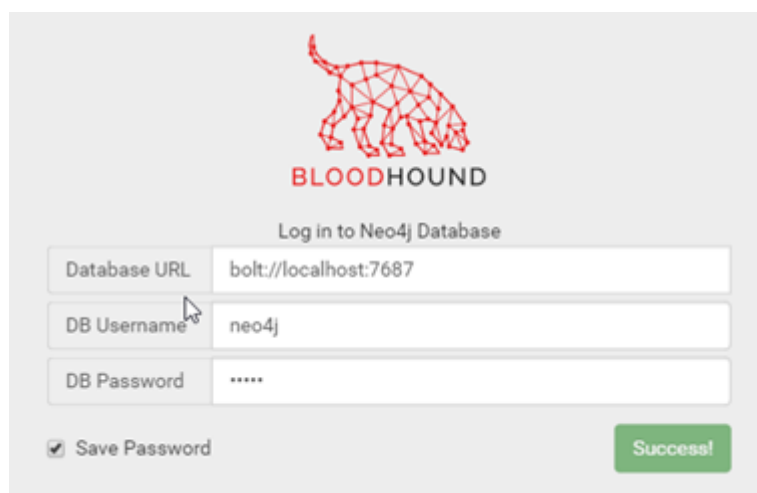 BLOODHOUND
Log in to Neo4j Database
Database URL bolt://localhost:7687
DB Username neo4j
DB Password •••••
Save Password Success!